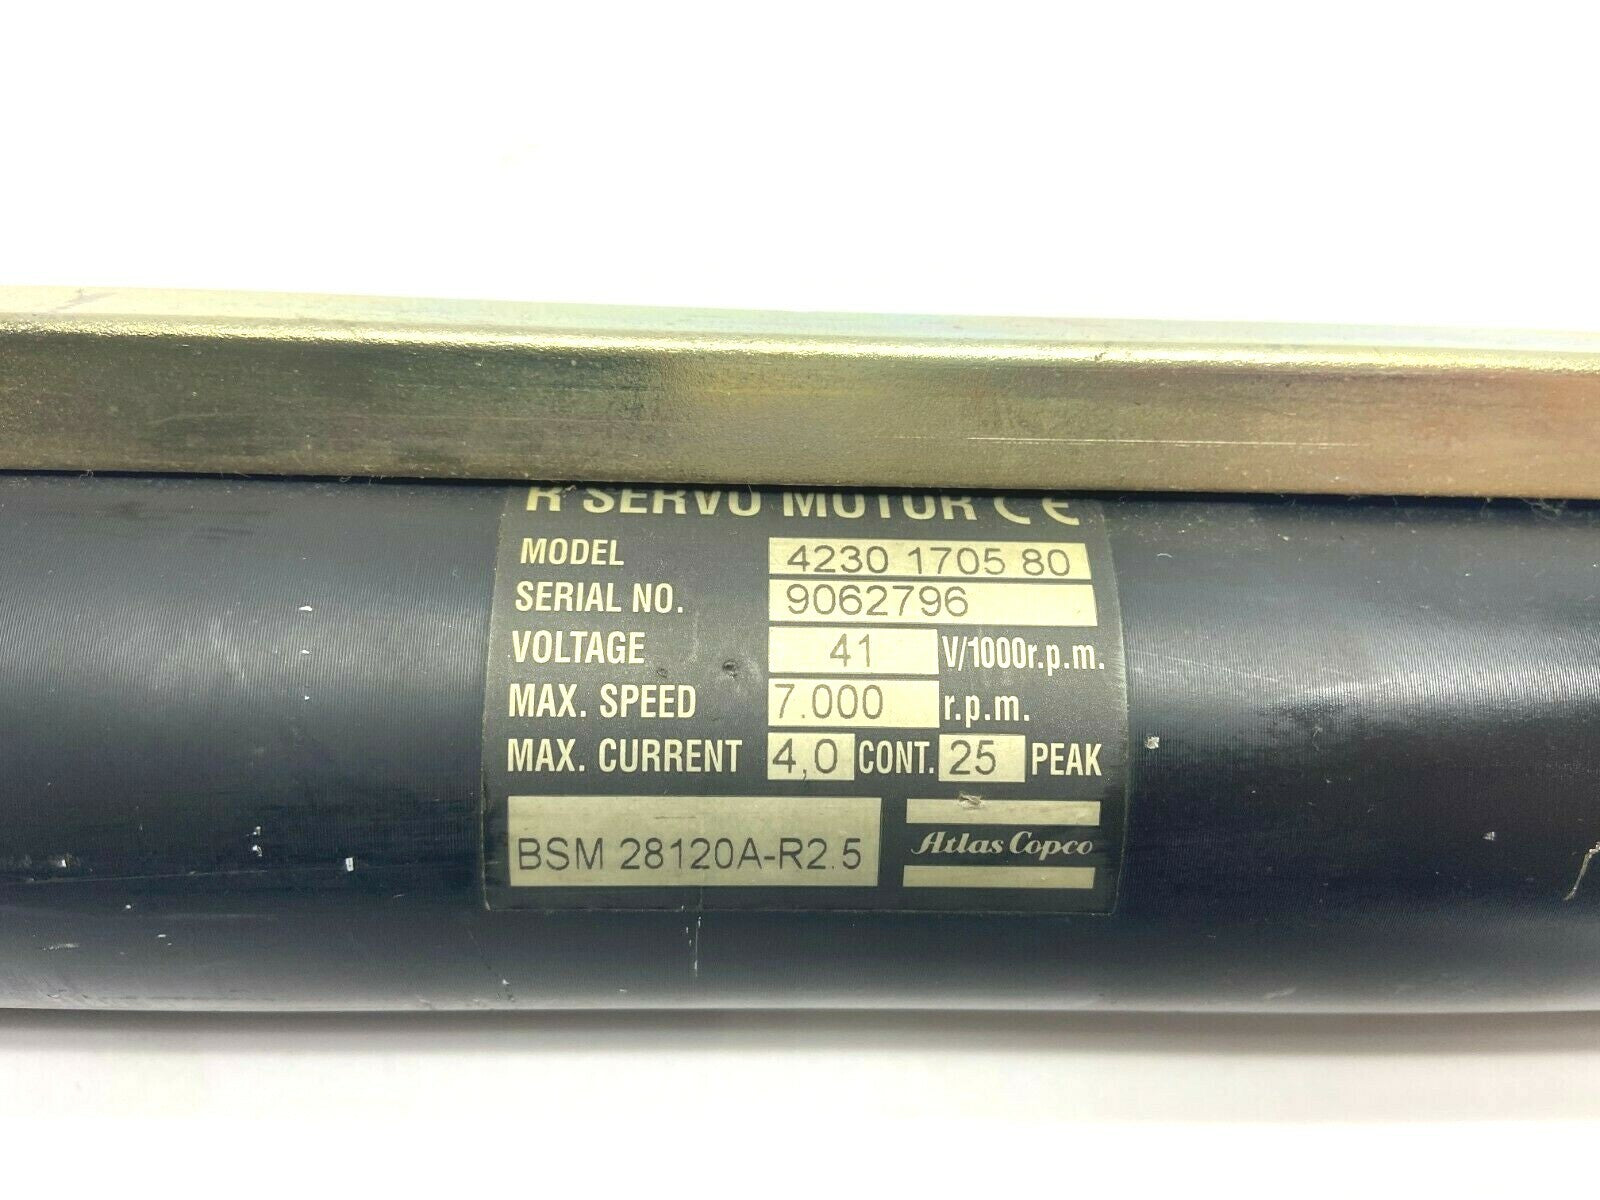 R SERVO MOTOR CE
MODEL 4230 1705 80
SERIAL NO. 9062796
VOLTAGE 41 V/1000r.p.m.
MAX. SPEED 7.000 r.p.m.
MAX. CURRENT 4,0 CONT. 25 PEAK
BSM 28120A-R2.5 Atlas Copco